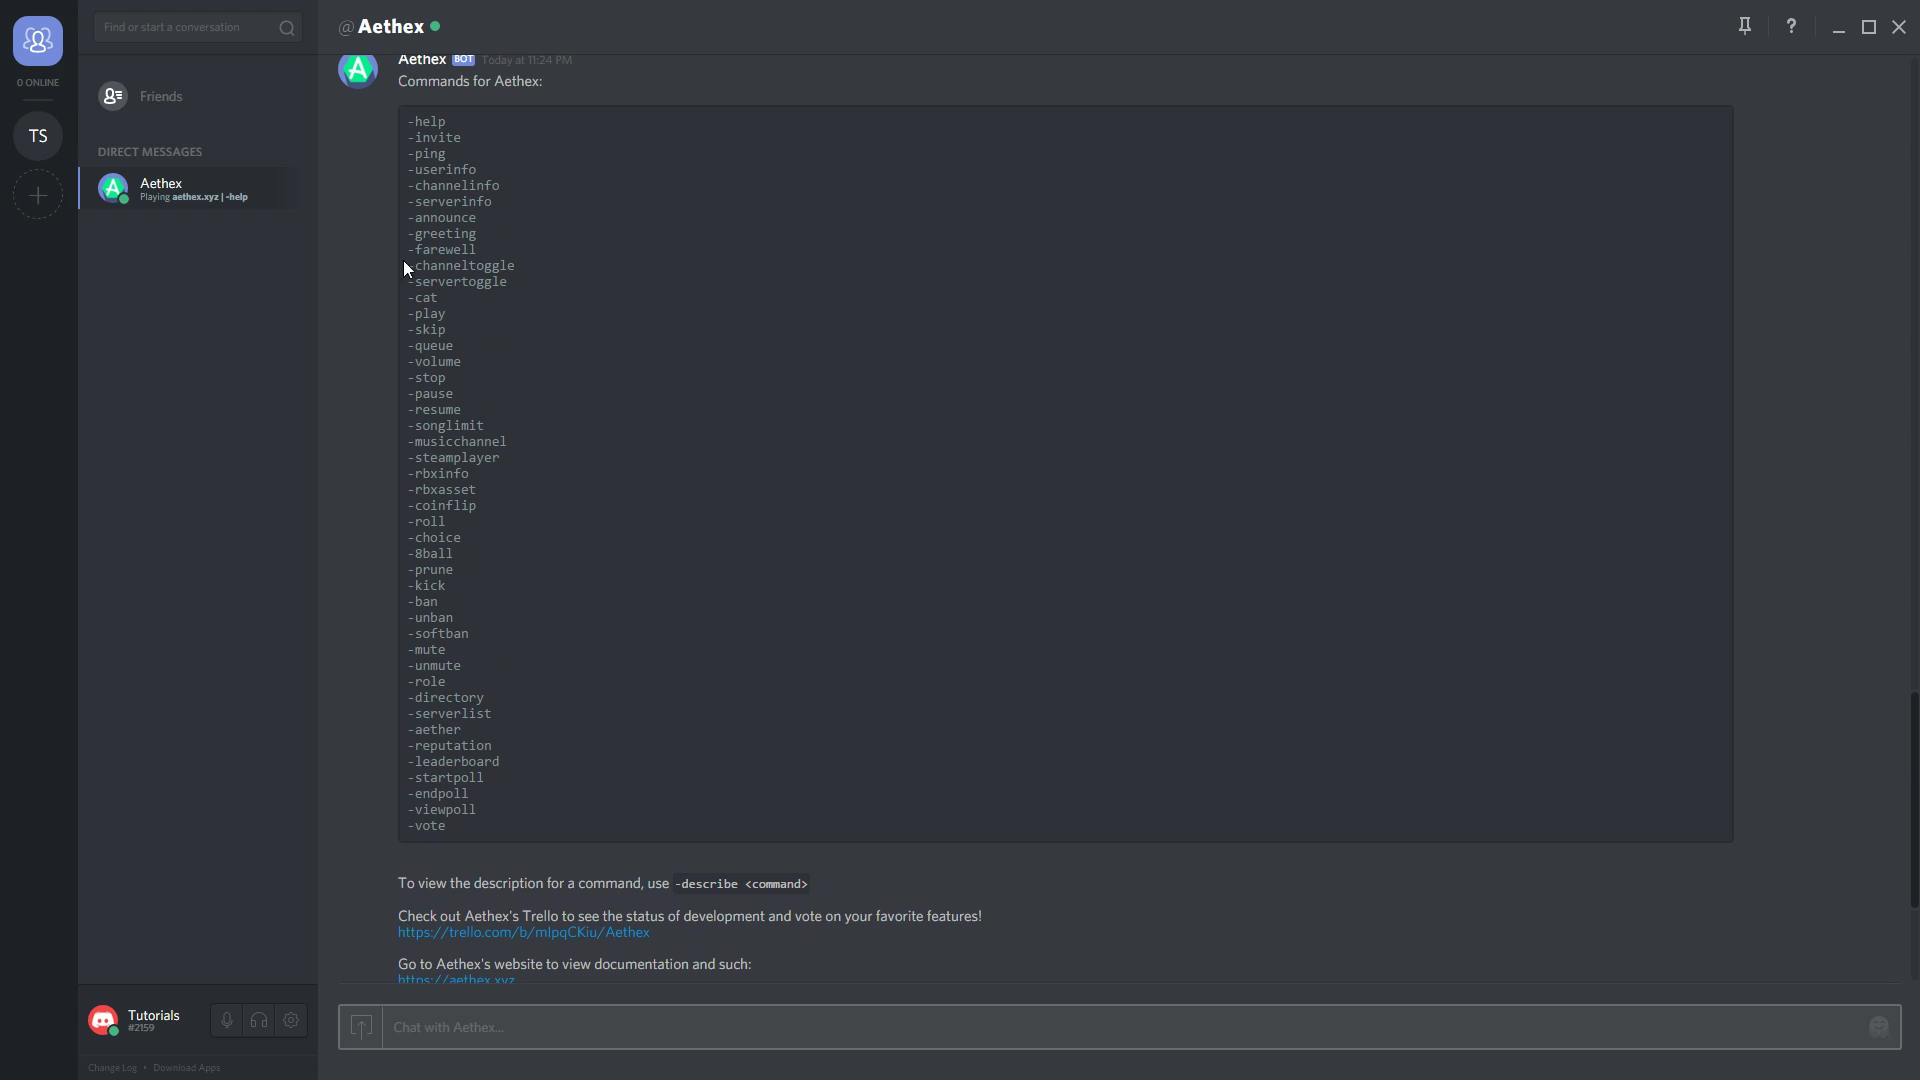 Find or start a conversation
@Aethex
0 ONLINE
Friends
TS
DIRECT MESSAGES
Aethex
Playing aethex.xyz | -help
Aethex BOT Today at 11:24 PM
Commands for Aethex:
-help
-invite
-ping
-userinfo
-channelinfo
-serverinfo
-announce
-greeting
-farewell
-channeltoggle
-servertoggle
-cat
-play
-skip
-queue
-volume
-stop
-pause
-resume
-songlimit
-musicchannel
-steamplayer
-rbxinfo
-rbxasset
-coinflip
-roll
-choice
-8ball
-prune
-kick
-ban
-unban
-softban
-mute
-unmute
-role
-directory
-serverlist
-aether
-reputation
-leaderboard
-startpoll
-endpoll
-viewpoll
-vote
To view the description for a command, use -describe <command>
Check out Aethex's Trello to see the status of development and vote on your favorite features!
https://trello.com/b/mlpqCKiu/Aethex
Go to Aethex's website to view documentation and such:
https://aethex.xyz
Tutorials
#2159
Chat with Aethex...
Change Log • Download Apps